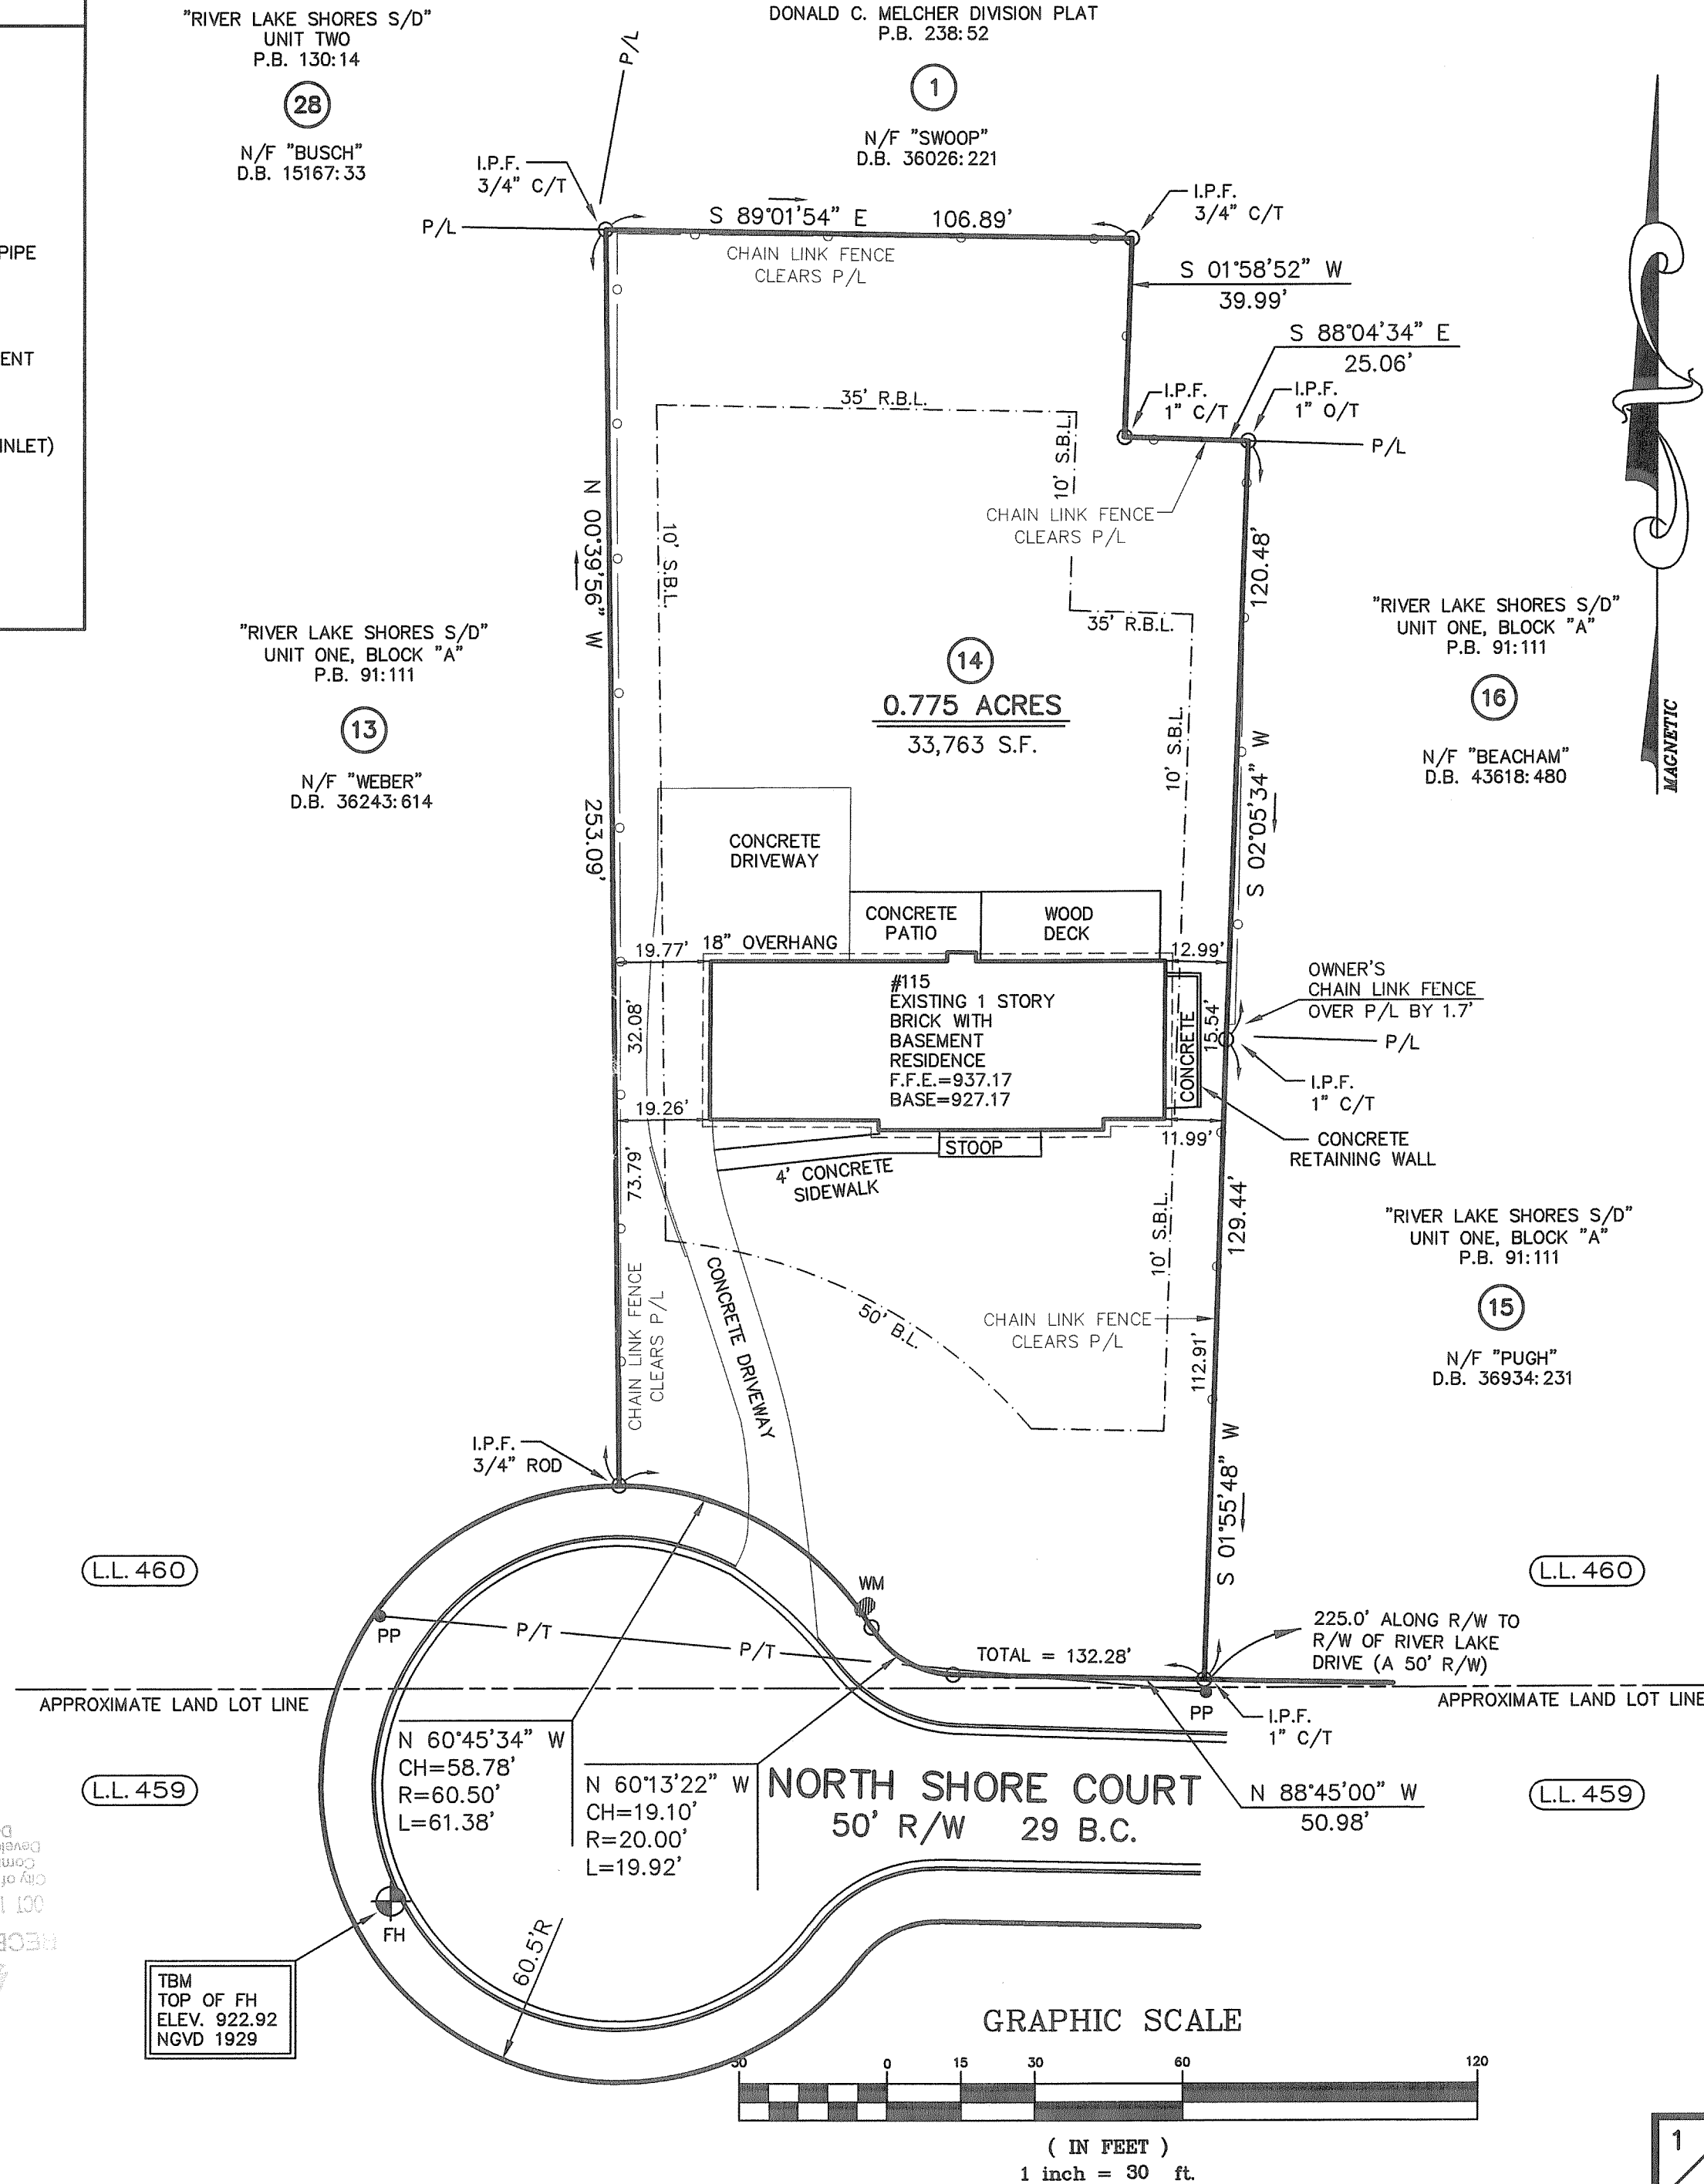 "RIVER LAKE SHORES S/D"
UNIT TWO
P.B. 130:14
28
N/F "BUSCH"
D.B. 15167:33
DONALD C. MELCHER DIVISION PLAT
P.B. 238:52
1
N/F "SWOOP"
D.B. 36026:221
P/L
I.P.F.
3/4" C/T
P/L
S 89°01'54" E 106.89'
CHAIN LINK FENCE
CLEARS P/L
I.P.F.
3/4" C/T
S 01°58'52" W
39.99'
S 88°04'34" E
25.06'
I.P.F.
1" C/T
I.P.F.
1" O/T
P/L
PIPE
ENT
INLET)
35' R.B.L.
10' S.B.L.
10' S.B.L.
CHAIN LINK FENCE
CLEARS P/L
35' R.B.L.
N 00°39'56" W
253.09'
120.48'
S 02°05'34" W
10' S.B.L.
"RIVER LAKE SHORES S/D"
UNIT ONE, BLOCK "A"
P.B. 91:111
13
N/F "WEBER"
D.B. 36243:614
14
0.775 ACRES
33,763 S.F.
"RIVER LAKE SHORES S/D"
UNIT ONE, BLOCK "A"
P.B. 91:111
16
N/F "BEACHAM"
D.B. 43618:480
MAGNETIC
CONCRETE
DRIVEWAY
CONCRETE
PATIO
WOOD
DECK
19.77'
18" OVERHANG
12.99'
#115
EXISTING 1 STORY
BRICK WITH
BASEMENT
RESIDENCE
F.F.E.=937.17
BASE=927.17
32.08'
CONCRETE
15.54'
OWNER'S
CHAIN LINK FENCE
OVER P/L BY 1.7'
P/L
I.P.F.
1" C/T
19.26'
11.99'
STOOP
4' CONCRETE
SIDEWALK
CONCRETE
RETAINING WALL
73.79'
129.44'
10' S.B.L.
"RIVER LAKE SHORES S/D"
UNIT ONE, BLOCK "A"
P.B. 91:111
15
N/F "PUGH"
D.B. 36934:231
CHAIN LINK FENCE
CLEARS P/L
CONCRETE DRIVEWAY
50' B.L.
CHAIN LINK FENCE
CLEARS P/L
112.91'
S 01°55'48" W
I.P.F.
3/4" ROD
L.L. 460
L.L. 460
WM
PP
P/T
P/T
TOTAL = 132.28'
225.0' ALONG R/W TO
R/W OF RIVER LAKE
DRIVE (A 50' R/W)
APPROXIMATE LAND LOT LINE
APPROXIMATE LAND LOT LINE
PP
I.P.F.
1" C/T
N 60°45'34" W
CH=58.78'
R=60.50'
L=61.38'
N 60°13'22" W
CH=19.10'
R=20.00'
L=19.92'
NORTH SHORE COURT
50' R/W 29 B.C.
N 88°45'00" W
50.98'
L.L. 459
L.L. 459
FH
60.5'R
TBM
TOP OF FH
ELEV. 922.92
NGVD 1929
GRAPHIC SCALE
30 0 15 30 60 120
( IN FEET )
1 inch = 30 ft.
1